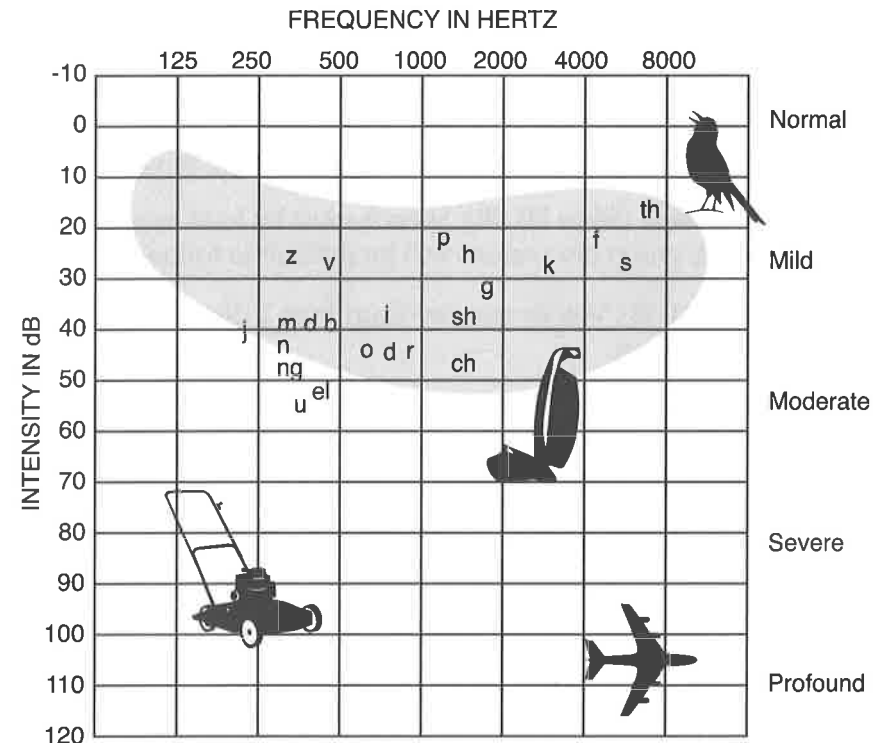 FREQUENCY IN HERTZ
125 250 500 1000 2000 4000 8000
INTENSITY IN dB
-10
0 Normal
10
th
20
p f
z v h k s Mild
30
g
i sh
j m d b
40
n o d r
ng ch
50
el
u Moderate
60
70
80
Severe
90
100
110 Profound
120